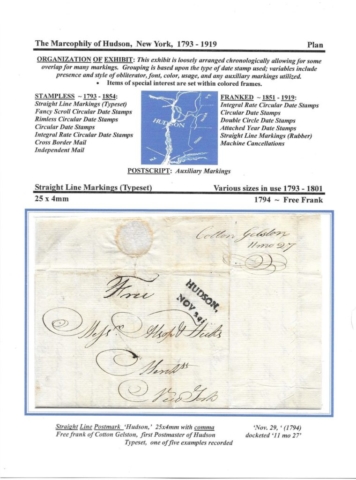 The Marcophily of Hudson, New York, 1793 - 1919 Plan
ORGANIZATION OF EXHIBIT: This exhibit is loosely arranged chronologically allowing for some
overlap for many markings. Grouping is based upon the type of date stamp used; variables include
presence and style of obliterator, font, color, usage, and any auxiliary markings utilized.
• Items of special interest are set within colored frames.
STAMPLESS ~ 1793 - 1854:
Straight Line Markings (Typeset)
Fancy Scroll Circular Date Stamps
Rimless Circular Date Stamps
Circular Date Stamps
Integral Rate Circular Date Stamps
Cross Border Mail
Independent Mail
HUDSON
FRANKED ~ 1851 - 1919:
Integral Rate Circular Date Stamps
Circular Date Stamps
Double Circle Date Stamps
Attached Year Date Stamps
Straight Line Markings (Rubber)
Machine Cancellations
POSTSCRIPT: Auxiliary Markings
Straight Line Markings (Typeset) Various sizes in use 1793 - 1801
25 x 4mm 1794 ~ Free Frank
Cotton Gelston
11 mo 27
Free
HUDSON,
NOV
Hicks
New York
Straight Line Postmark 'Hudson,' 25x4mm with comma 'Nov. 29, ' (1794)
Free frank of Cotton Gelston, first Postmaster of Hudson docketed '11 mo 27'
Typeset, one of five examples recorded